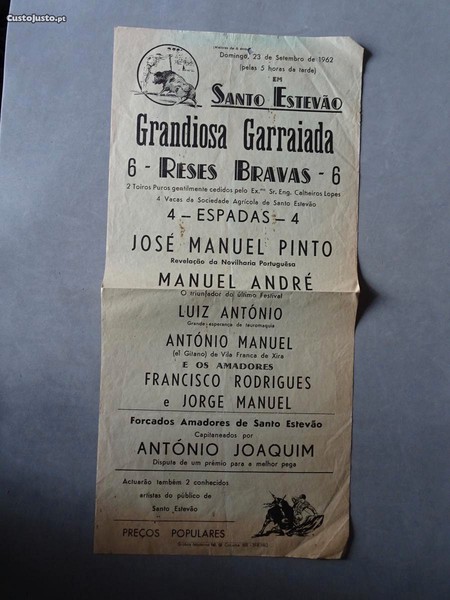 CustoJusto.pt
Domingo, 23 de Setembro de 1962
(pelas 5 horas da tarde)
EM
SANTO ESTEVÃO
Grandiosa Garraiada
6 - RESES BRAVAS - 6
2 Toiros Puros gentilmente cedidos pelo Ex.mo Sr. Eng. Calheiros Lopes
4 Vacas da Sociedade Agrícola de Santo Estevão
4 - ESPADAS - 4
JOSÉ MANUEL PINTO
Revelação da Novilharia Portuguêsa
MANUEL ANDRÉ
O triunfador do último Festival
LUIZ ANTÓNIO
Grande esperança da tauromaquia
ANTÓNIO MANUEL
(el Gitano) de Vila Franca de Xira
E OS AMADORES
FRANCISCO RODRIGUES
e JORGE MANUEL
Forcados Amadores de Santo Estevão
Capitaneados por
ANTÓNIO JOAQUIM
Disputa de um prémio para a melhor pega
Actuarão também 2 conhecidos
artistas do público de
Santo Estevão
PREÇOS POPULARES